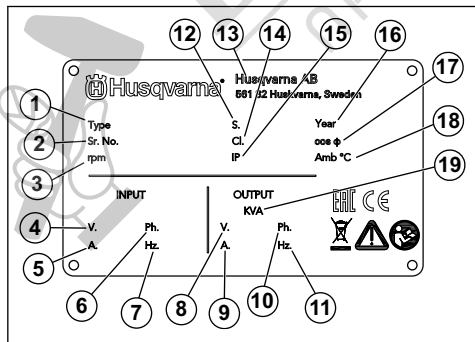 12 13 14 15 16
Husqvarna
Husqvarna AB
561 82 Huskvarna, Sweden
17
1 Type S. Year
2 Sr. No. Cl. cos ϕ
rpm IP Amb °C 18
3
19
INPUT OUTPUT
KVA
EAC CE
4 V. Ph. V. Ph.
5 A. Hz. A. Hz.
6 7 8 9 10 11